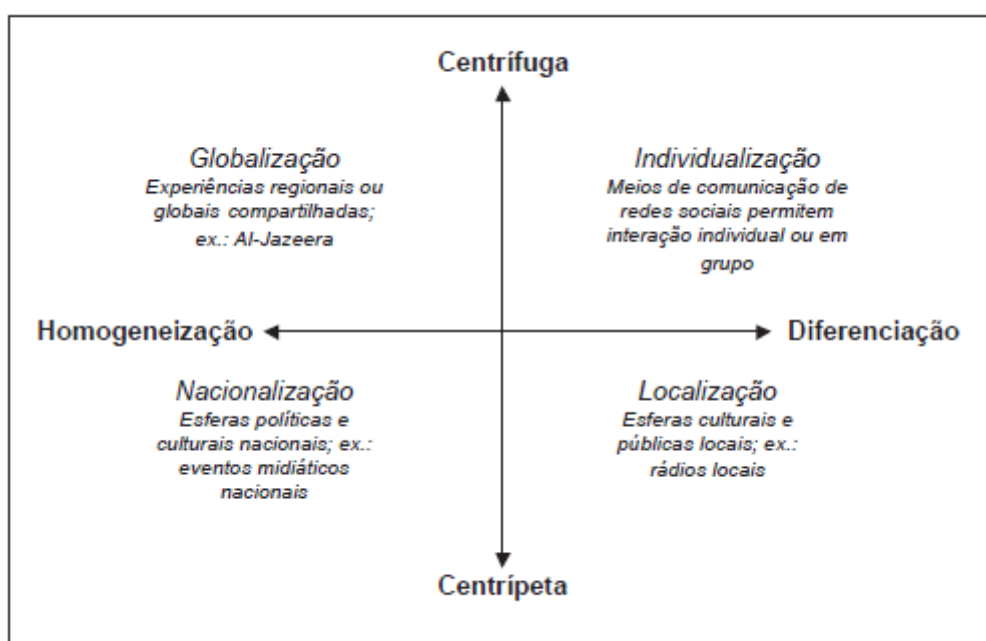 Centrífuga
Globalização
Experiências regionais ou
globais compartilhadas;
ex.: Al-Jazeera
Individualização
Meios de comunicação de
redes sociais permitem
interação individual ou em
grupo
Homogeneização
Diferenciação
Nacionalização
Esferas políticas e
culturais nacionais; ex.:
eventos midiáticos
nacionais
Localização
Esferas culturais e
públicas locais; ex.:
rádios locais
Centrípeta